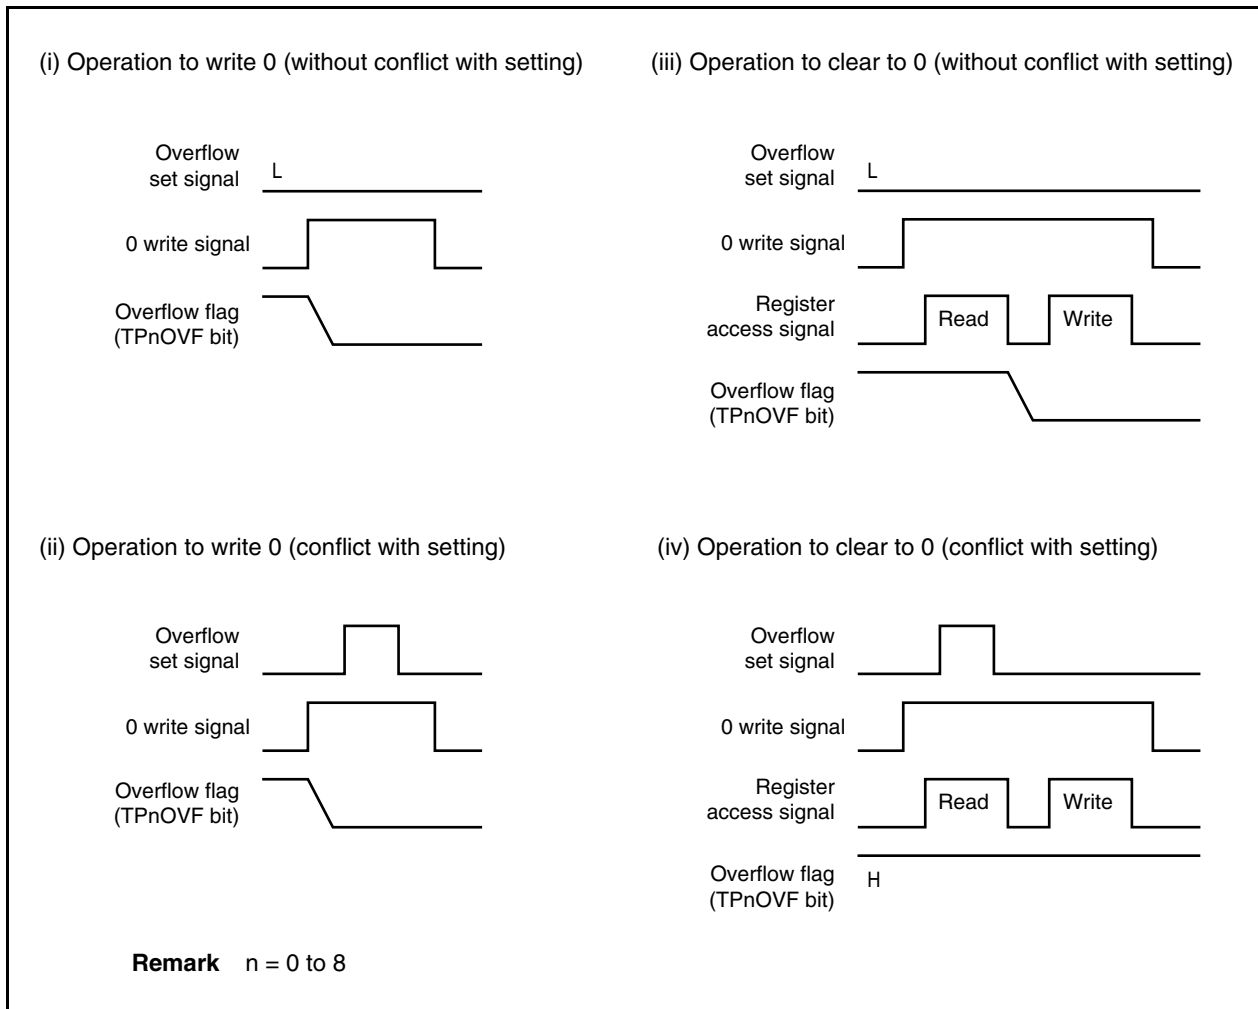 (i) Operation to write 0 (without conflict with setting)
Overflow
set signal
L
0 write signal
Overflow flag
(TPnOVF bit)
(iii) Operation to clear to 0 (without conflict with setting)
Overflow
set signal
L
0 write signal
Register
access signal
Read
Write
Overflow flag
(TPnOVF bit)
(ii) Operation to write 0 (conflict with setting)
Overflow
set signal
0 write signal
Overflow flag
(TPnOVF bit)
(iv) Operation to clear to 0 (conflict with setting)
Overflow
set signal
0 write signal
Register
access signal
Read
Write
Overflow flag
(TPnOVF bit)
H
Remark n = 0 to 8